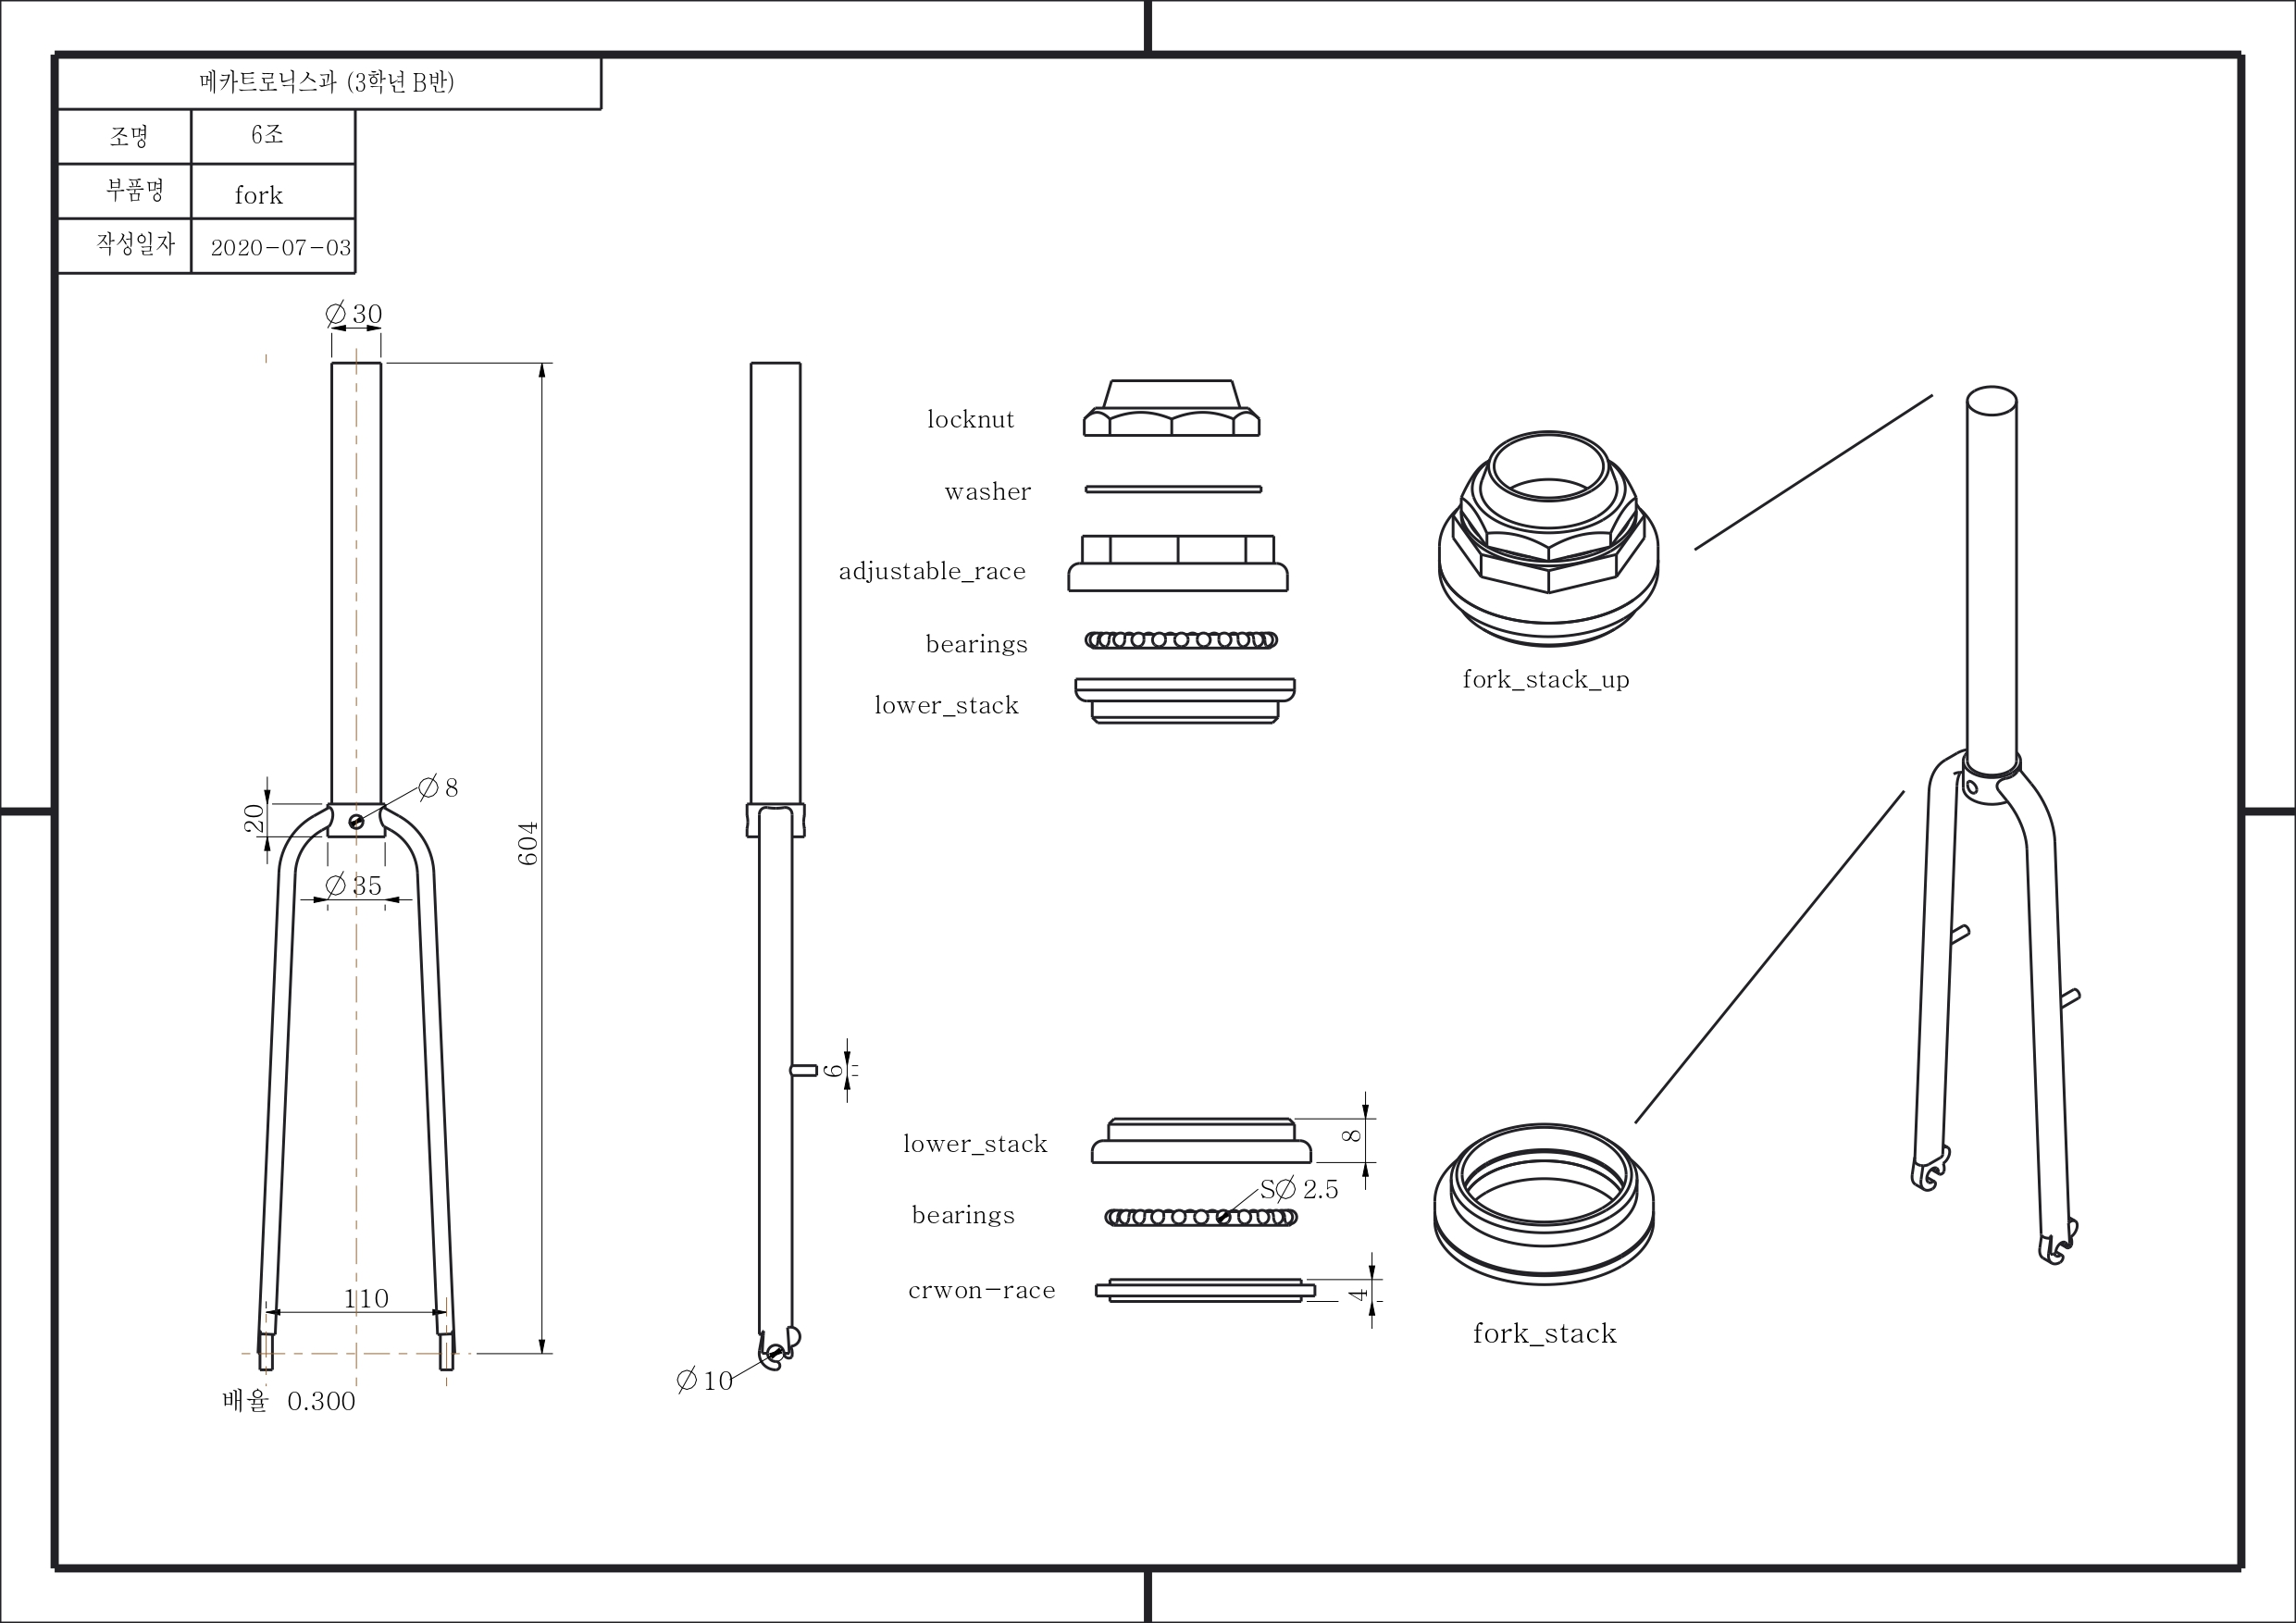 메카트로닉스과 (3학년 B반)
조명 6조
부품명 fork
작성일자 2020-07-03
∅30
604
∅8
20
∅35
110
배율 0.300
6
∅10
locknut
washer
adjustable_race
bearings
lower_stack
fork_stack_up
lower_stack
8
bearings
S∅2.5
crwon-race
4
fork_stack